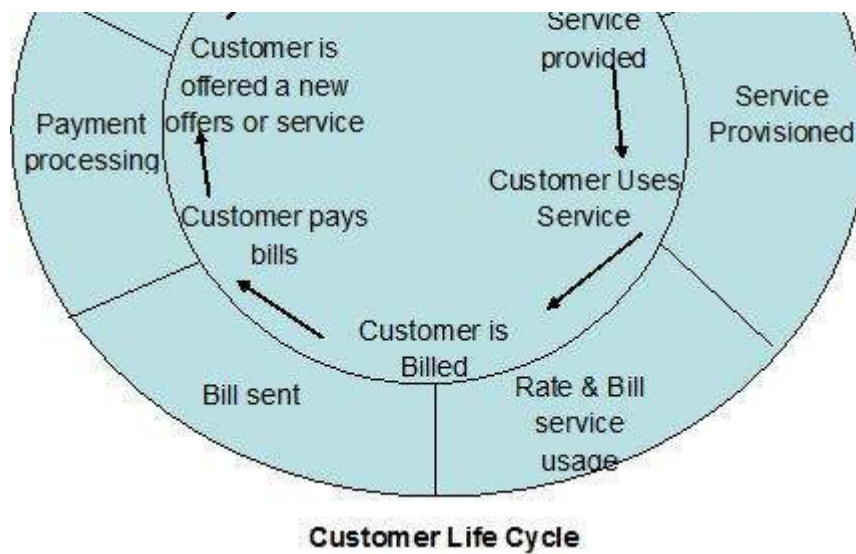 Service
provided
Customer is
offered a new
offers or service
Service
Provisioned
Payment
processing
Customer Uses
Service
Customer pays
bills
Customer is
Billed
Bill sent
Rate & Bill
service
usage
Customer Life Cycle